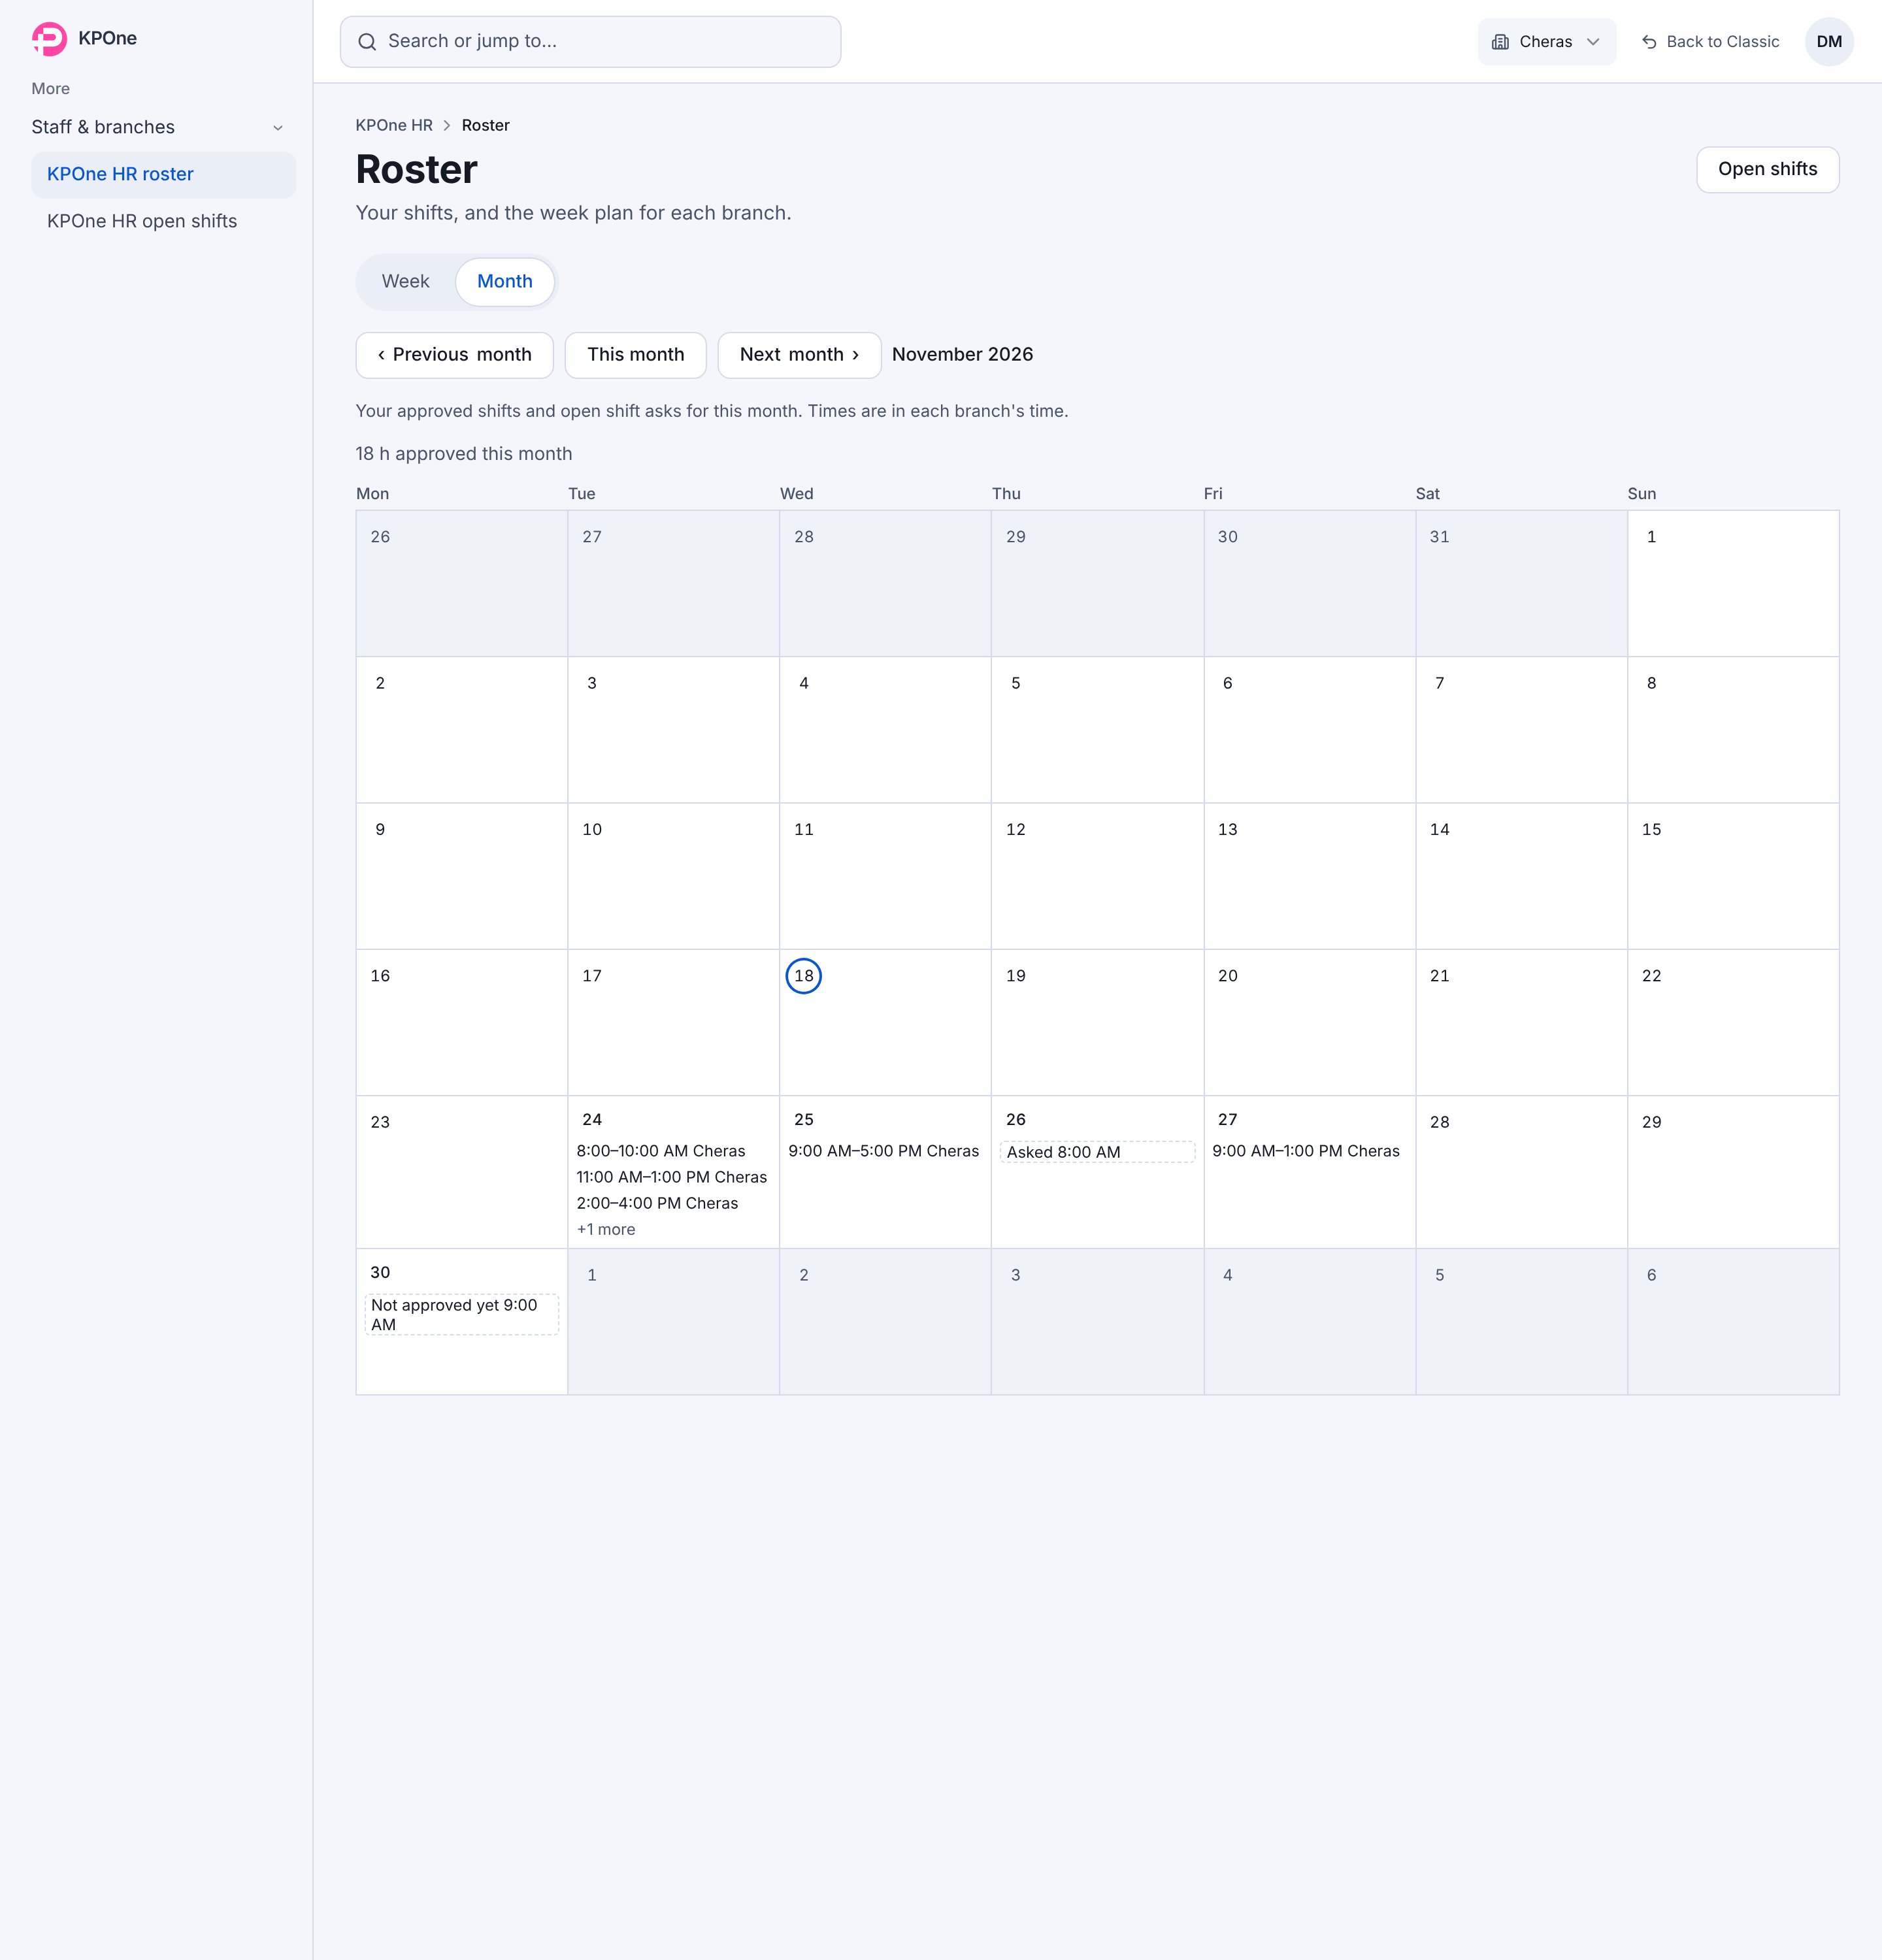 KPOne
More
Staff & branches
KPOne HR roster
KPOne HR open shifts
Search or jump to...
Cheras
Back to Classic
DM
KPOne HR > Roster
Roster
Open shifts
Your shifts, and the week plan for each branch.
Week Month
‹ Previous month
This month
Next month ›
November 2026
Your approved shifts and open shift asks for this month. Times are in each branch's time.
18 h approved this month
Mon Tue Wed Thu Fri Sat Sun
26 27 28 29 30 31 1
2 3 4 5 6 7 8
9 10 11 12 13 14 15
16 17 18 19 20 21 22
23
24
8:00–10:00 AM Cheras
11:00 AM–1:00 PM Cheras
2:00–4:00 PM Cheras
+1 more
25
9:00 AM–5:00 PM Cheras
26
Asked 8:00 AM
27
9:00 AM–1:00 PM Cheras
28
29
30
Not approved yet 9:00
AM
1 2 3 4 5 6